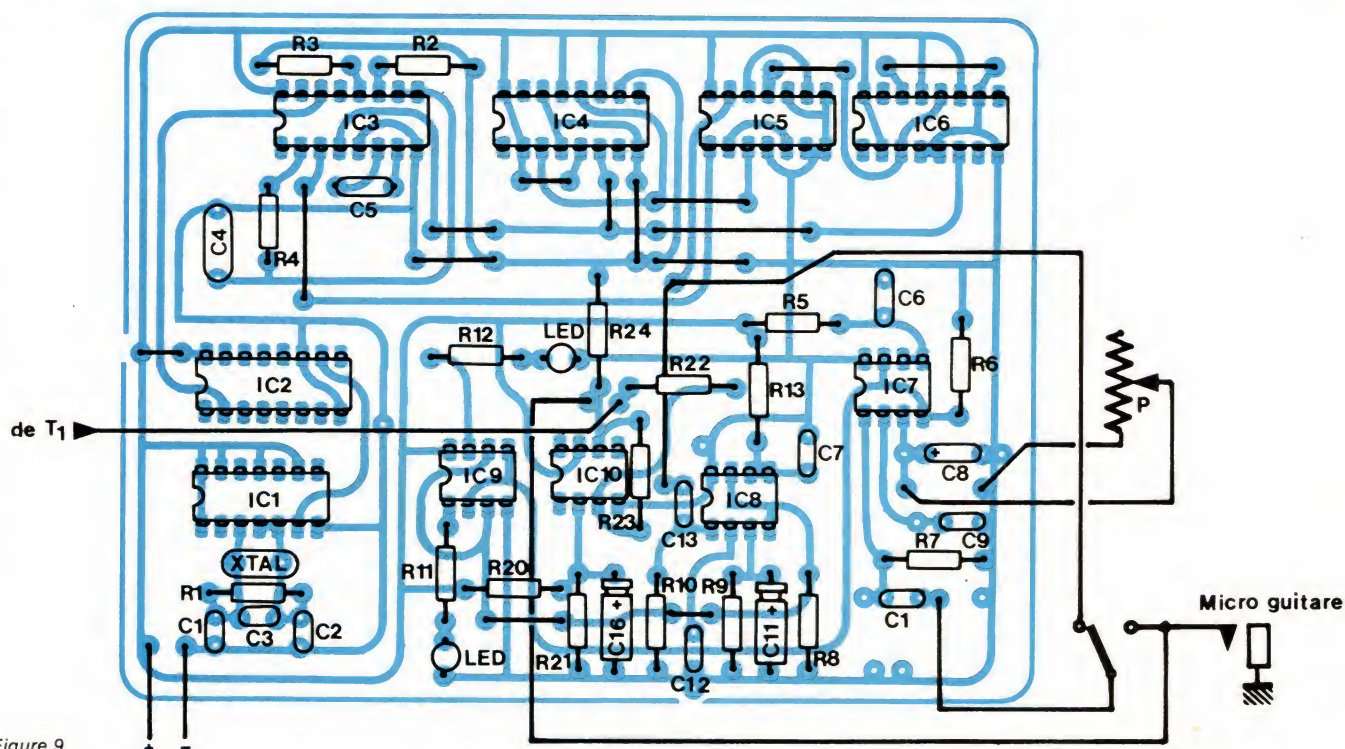 R3
R2
IC3
IC4
IC5
IC6
C5
C4
R4
R5
C6
R12
LED
R24
R22
R13
R6
IC2
IC7
P
de T1
C7
C8
+
IC9
IC10
IC8
IC1
R23
C13
C9
XTAL
R7
R11
R20
R10
R9
R1
C1
C3
C2
C16 +
C11 +
C1
Micro guitare
LED
R21
C12
R8
Figure 9
+ -